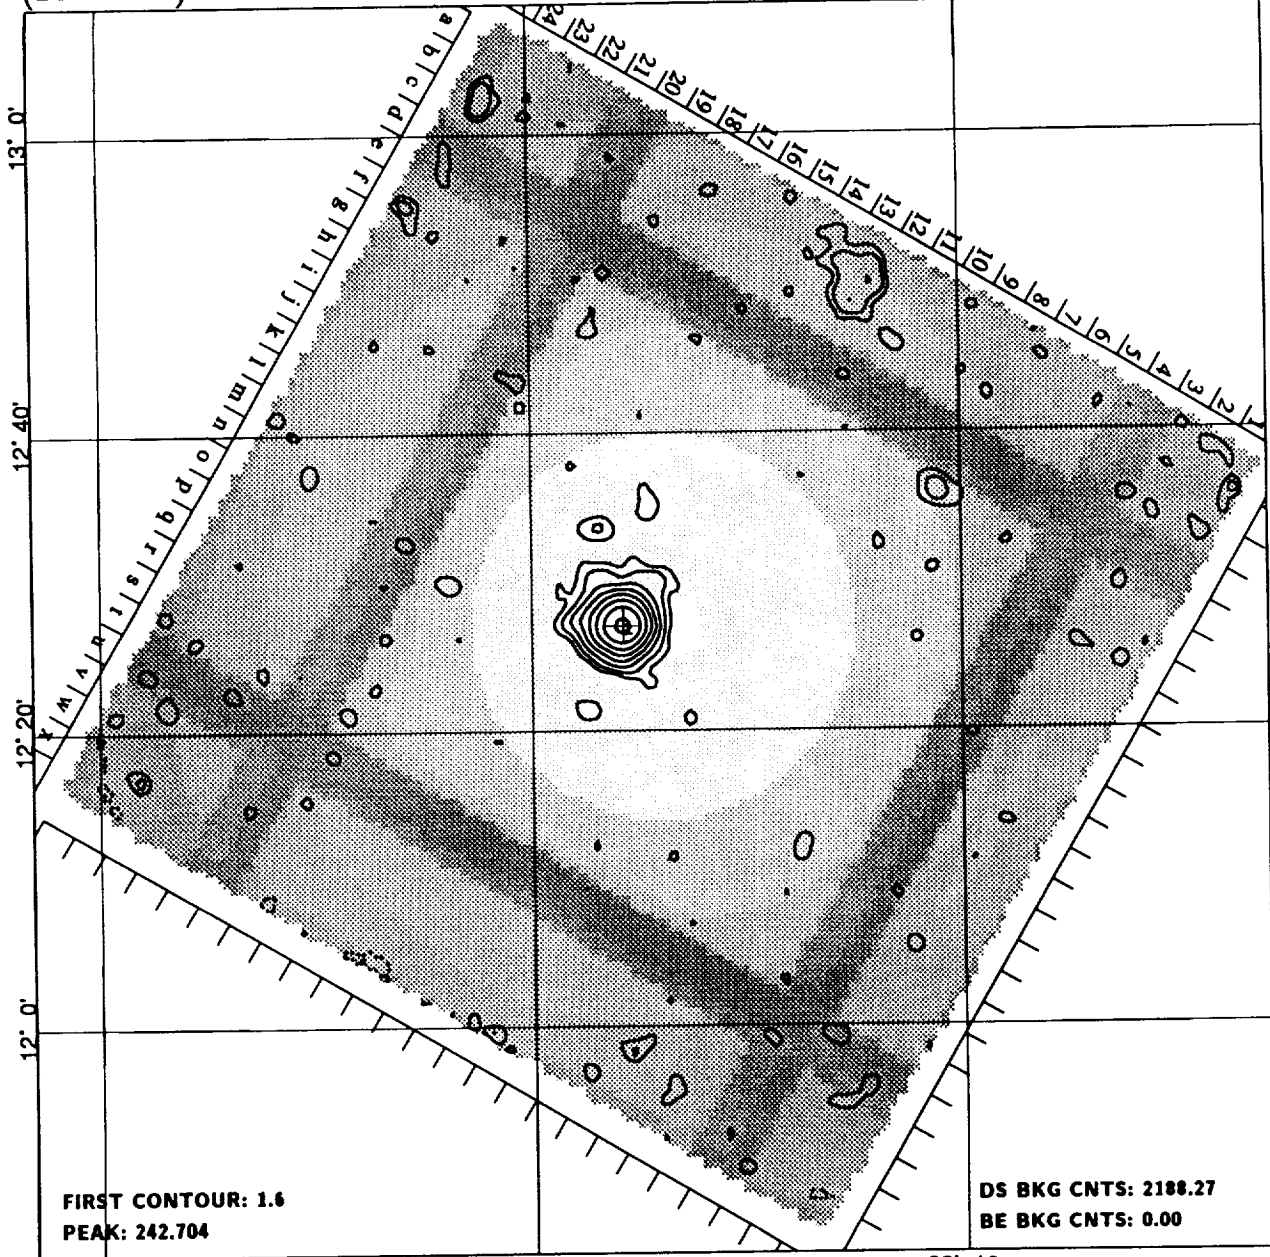 24 23 22 21 20 19 18 17 16 15 14 13 12 11 10 9 8 7 6 5 4 3 2 1
a b c d e f g h i j k l m n o p q r s t u v w x
13° 0'
12° 40'
12° 20'
12° 0'
FIRST CONTOUR: 1.6
PEAK: 242.704
DS BKG CNTS: 2188.27
BE BKG CNTS: 0.00